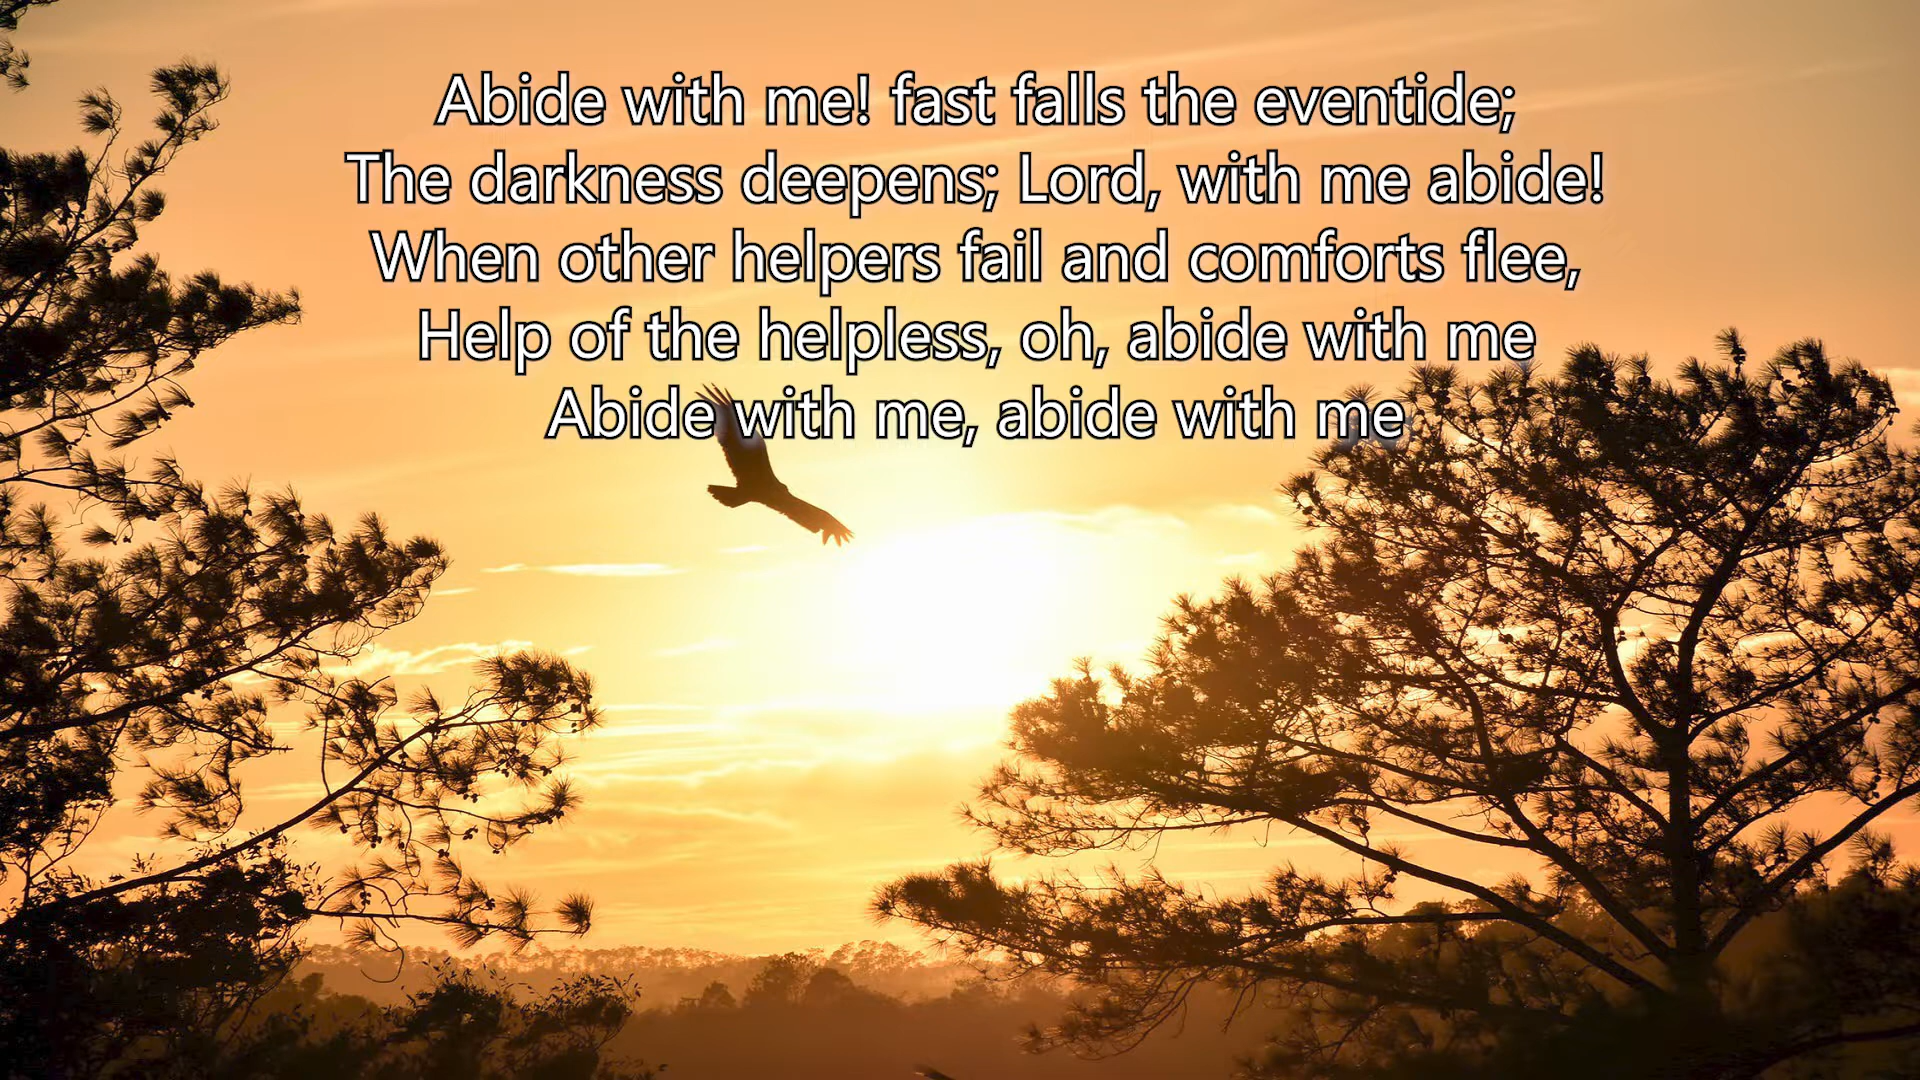 Abide with me! fast falls the eventide;
The darkness deepens; Lord, with me abide!
When other helpers fail and comforts flee,
Help of the helpless, oh, abide with me
Abide with me, abide with me